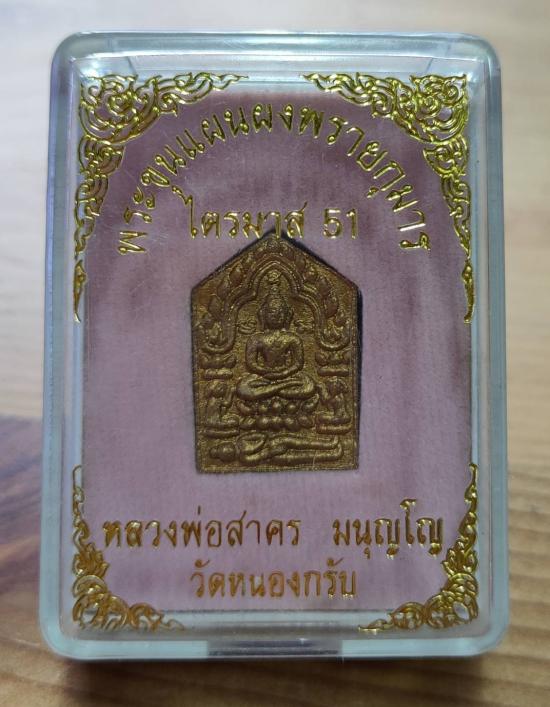 พระขุนแผนผงพรายกุมาร
ไตรมาส 51
หลวงพ่อสาคร มนุญโญ
วัดหนองกรับ